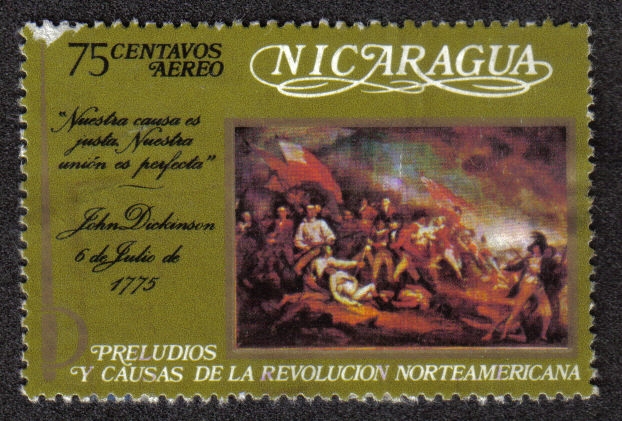 75 CENTAVOS
AEREO
NICARAGUA
"Nuestra causa es
justa. Nuestra
unión es perfecta"
John Dickinson
6 de Julio de
1775
PRELUDIOS
Y CAUSAS DE LA REVOLUCION NORTEAMERICANA